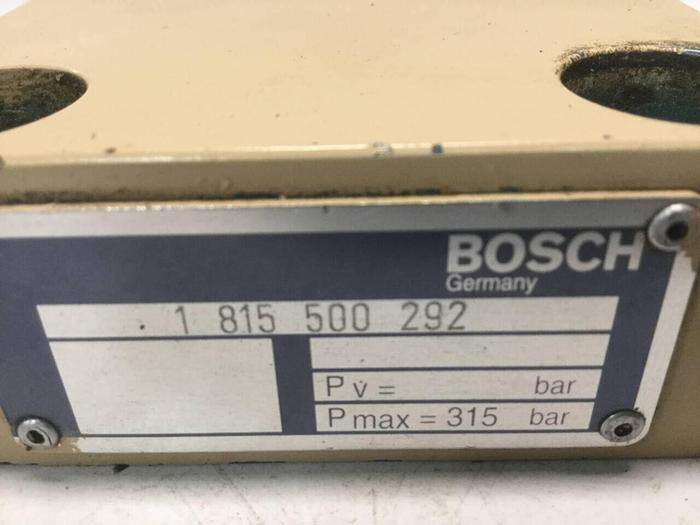 BOSCH
Germany
1 815 500 292
Pv̇ = bar
Pmax = 315 bar